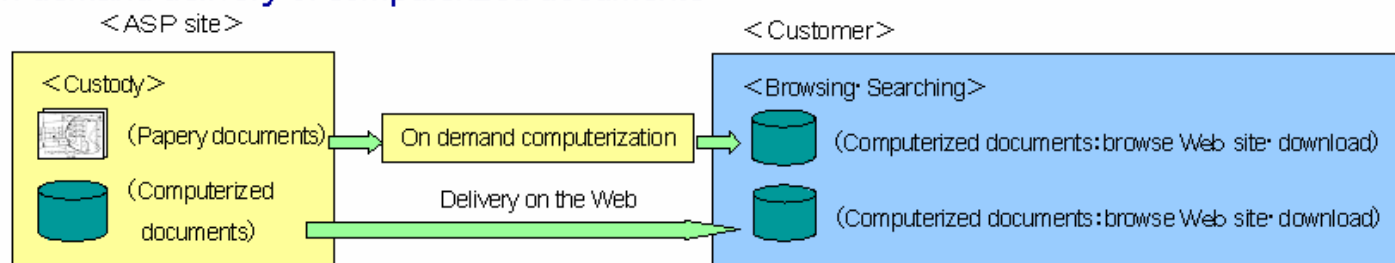 <ASP site>
<Customer>
<Custody>
(Papery documents)
On demand computerization
<Browsing・Searching>
(Computerized documents:browse Web site・download)
(Computerized
documents)
Delivery on the Web
(Computerized documents:browse Web site・download)